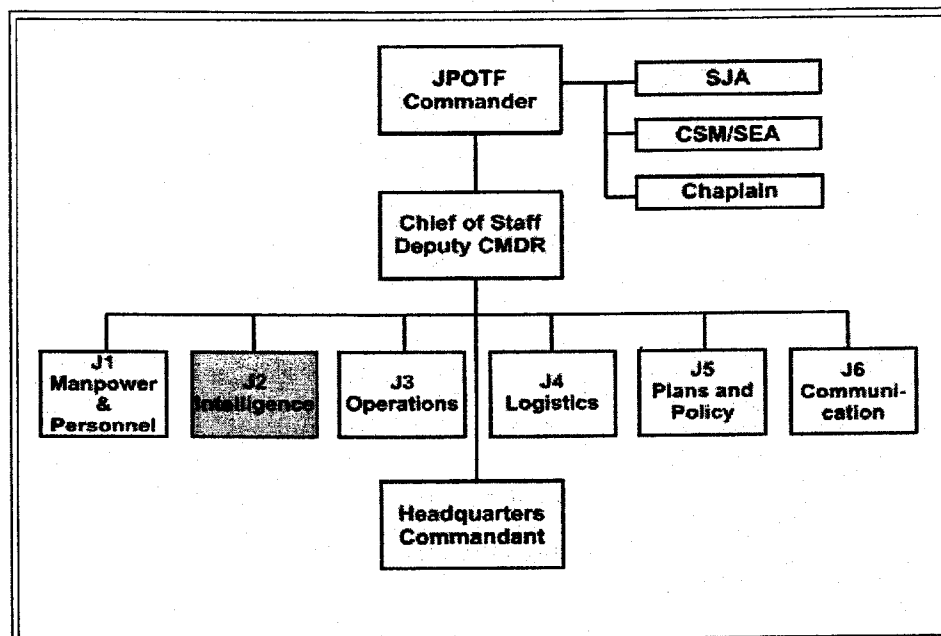 JPOTF
Commander
SJA
CSM/SEA
Chaplain
Chief of Staff
Deputy CMDR
J1
Manpower
&
Personnel
J2
Intelligence
J3
Operations
J4
Logistics
J5
Plans and
Policy
J6
Communi-
cation
Headquarters
Commandant